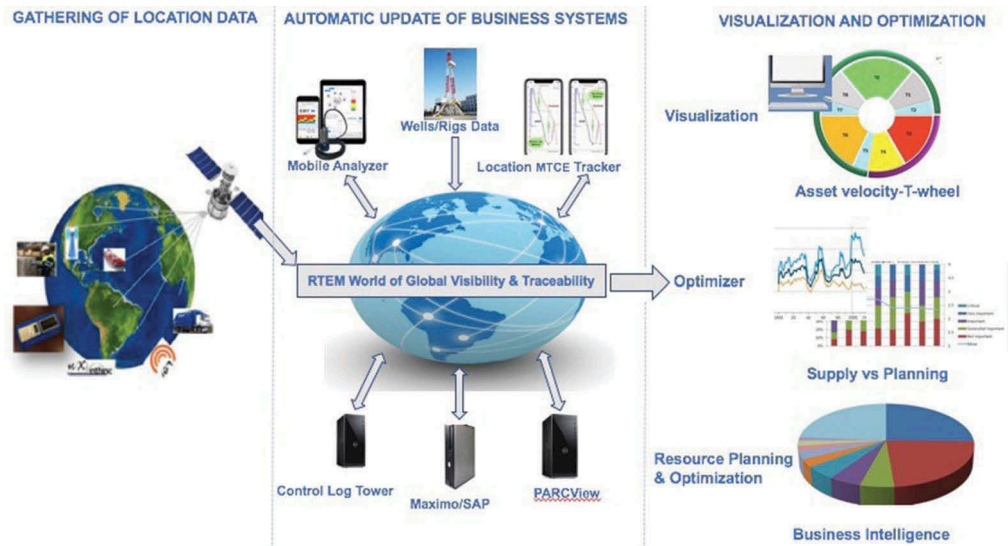 GATHERING OF LOCATION DATA
AUTOMATIC UPDATE OF BUSINESS SYSTEMS
VISUALIZATION AND OPTIMIZATION
Wells/Rigs Data
Mobile Analyzer
Location MTCE Tracker
Visualization
Asset velocity-T-wheel
RTEM World of Global Visibility & Traceability
Optimizer
Supply vs Planning
Control Log Tower
Maximo/SAP
PARCView
Resource Planning
& Optimization
Business Intelligence